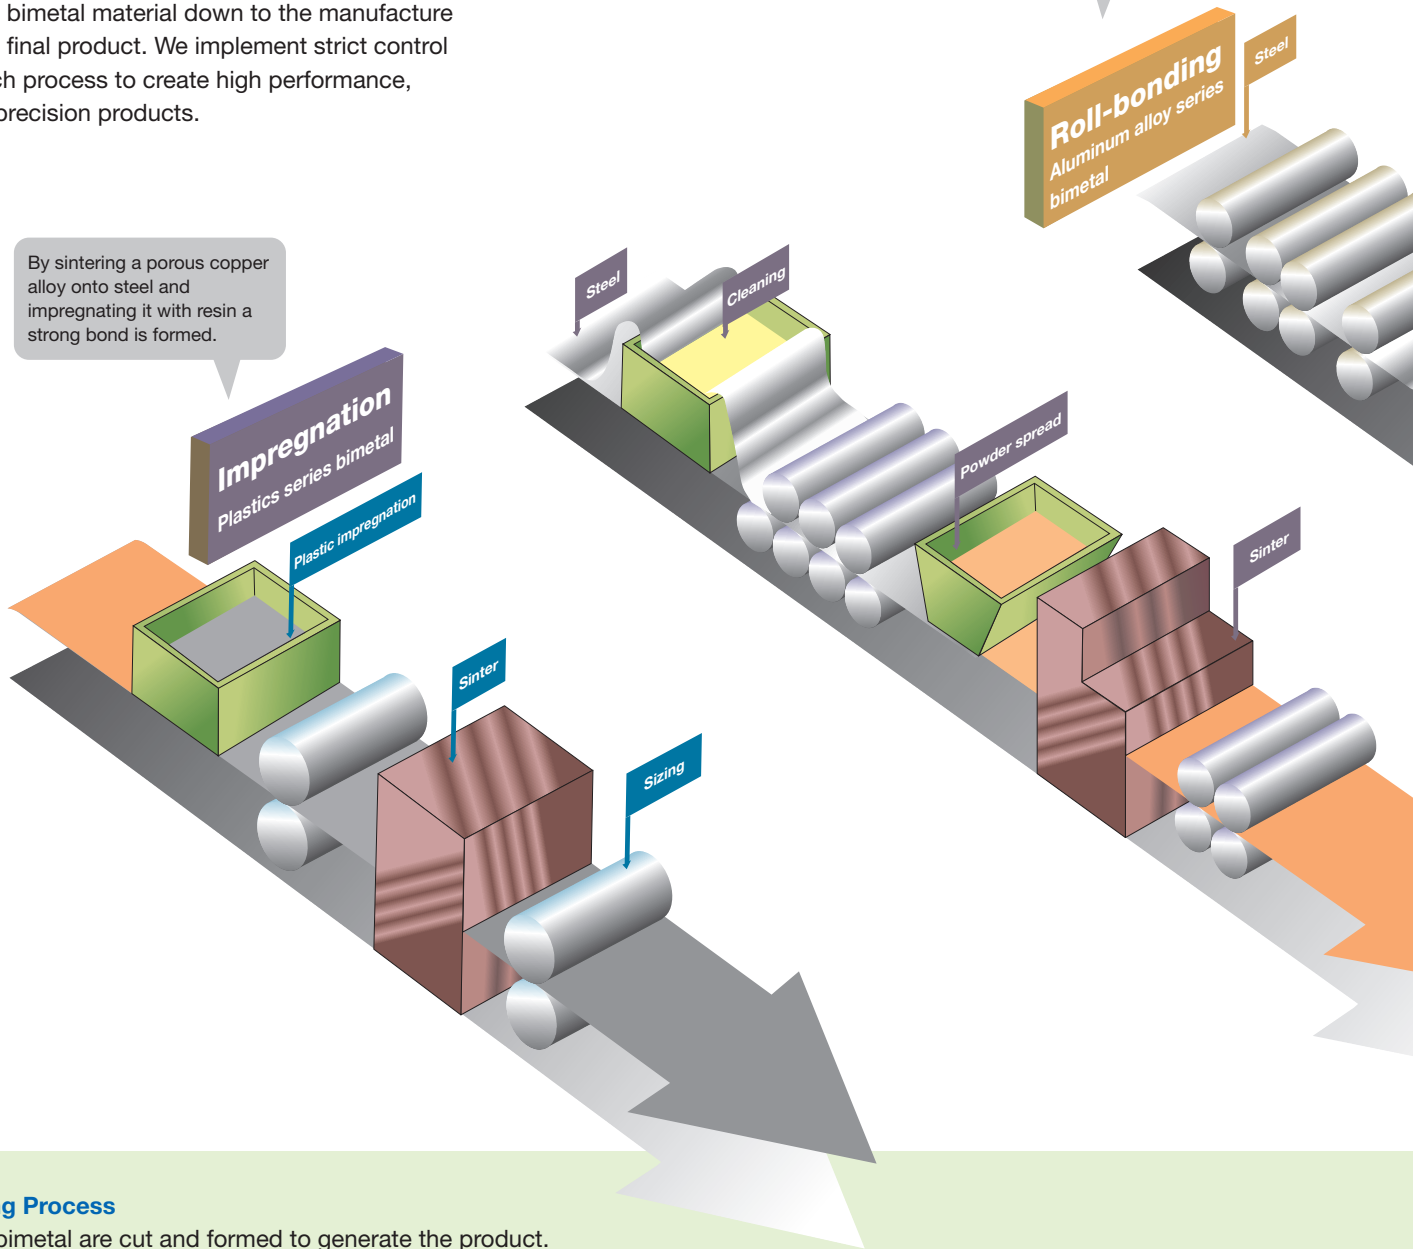 bimetal material down to the manufacture
final product. We implement strict control
ch process to create high performance,
precision products.
Roll-bonding
Aluminum alloy series
bimetal
Steel
By sintering a porous copper
alloy onto steel and
impregnating it with resin a
strong bond is formed.
Steel
Cleaning
Impregnation
Plastics series bimetal
Plastic impregnation
Powder spread
Sinter
Sinter
Sizing
g Process
bimetal are cut and formed to generate the product.